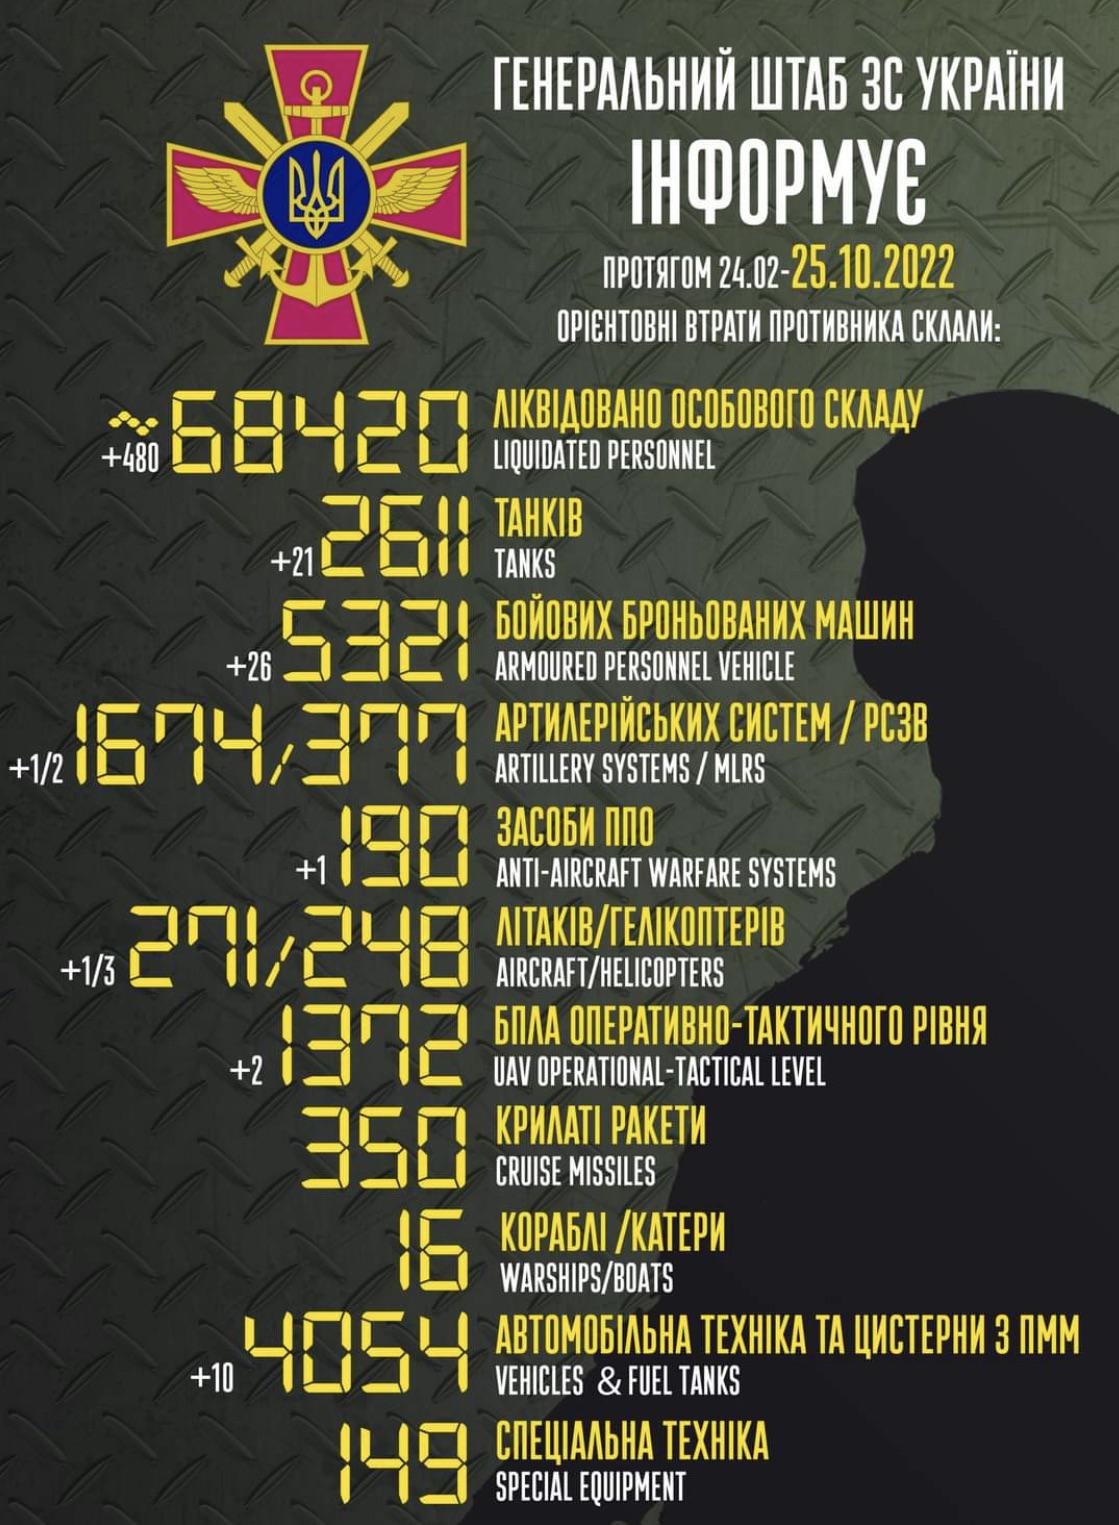 ГЕНЕРАЛЬНИЙ ШТАБ ЗС УКРАЇНИ
ІНФОРМУЄ
ПРОТЯГОМ 24.02-25.10.2022
ОРІЄНТОВНІ ВТРАТИ ПРОТИВНИКА СКЛАЛИ:
+480 ≈68420 ЛІКВІДОВАНО ОСОБОВОГО СКЛАДУ
LIQUIDATED PERSONNEL
+21 2611 ТАНКІВ
TANKS
+26 5321 БОЙОВИХ БРОНЬОВАНИХ МАШИН
ARMOURED PERSONNEL VEHICLE
+1/2 1674/377 АРТИЛЕРІЙСЬКИХ СИСТЕМ / РСЗВ
ARTILLERY SYSTEMS / MLRS
+1 190 ЗАСОБИ ППО
ANTI-AIRCRAFT WARFARE SYSTEMS
+1/3 271/248 ЛІТАКІВ/ГЕЛІКОПТЕРІВ
AIRCRAFT/HELICOPTERS
+2 1372 БПЛА ОПЕРАТИВНО-ТАКТИЧНОГО РІВНЯ
UAV OPERATIONAL-TACTICAL LEVEL
350 КРИЛАТІ РАКЕТИ
CRUISE MISSILES
16 КОРАБЛІ /КАТЕРИ
WARSHIPS/BOATS
+10 4054 АВТОМОБІЛЬНА ТЕХНІКА ТА ЦИСТЕРНИ З ПММ
VEHICLES & FUEL TANKS
149 СПЕЦІАЛЬНА ТЕХНІКА
SPECIAL EQUIPMENT